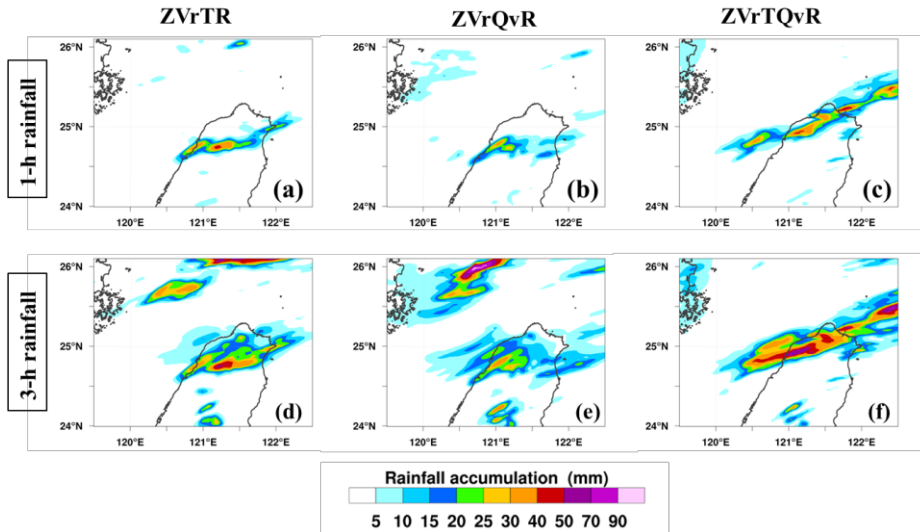 ZVrTR
ZVrQvR
ZVrTQvR
1-h rainfall
26°N
25°N
24°N
120°E 121°E 122°E
(a)
26°N
25°N
24°N
120°E 121°E 122°E
(b)
26°N
25°N
24°N
120°E 121°E 122°E
(c)
3-h rainfall
26°N
25°N
24°N
120°E 121°E 122°E
(d)
26°N
25°N
24°N
120°E 121°E 122°E
(e)
26°N
25°N
24°N
120°E 121°E 122°E
(f)
Rainfall accumulation (mm)
5 10 15 20 25 30 40 50 70 90